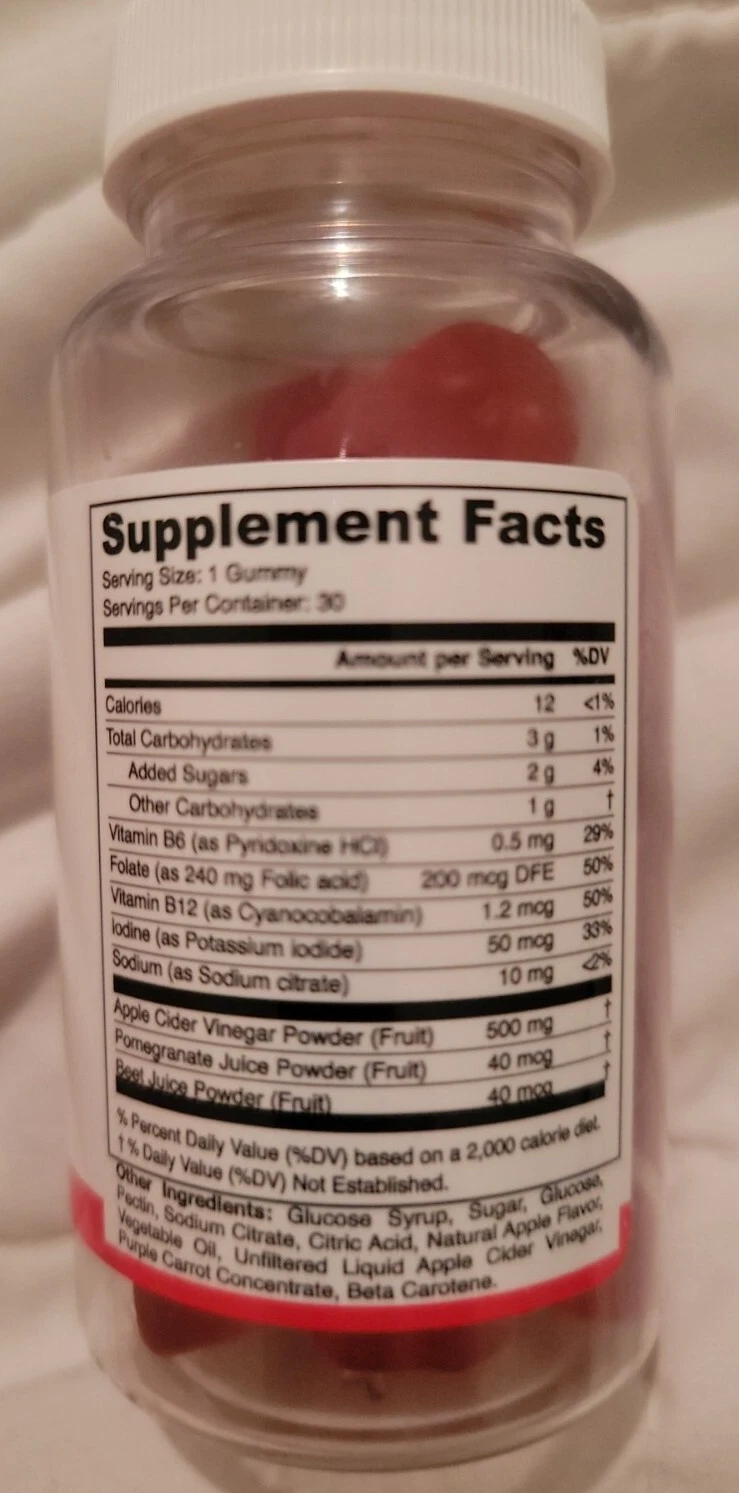 Supplement Facts
Serving Size: 1 Gummy
Servings Per Container: 30
Amount per Serving %DV
Calories 12 <1%
Total Carbohydrates 3 g 1%
Added Sugars 2 g 4%
Other Carbohydrates 1 g †
Vitamin B6 (as Pyridoxine HCl) 0.5 mg 29%
Folate (as 240 mg Folic acid) 200 mcg DFE 50%
Vitamin B12 (as Cyanocobalamin) 1.2 mcg 50%
Iodine (as Potassium iodide) 50 mcg 33%
Sodium (as Sodium citrate) 10 mg <2%
Apple Cider Vinegar Powder (Fruit) 500 mg †
Pomegranate Juice Powder (Fruit) 40 mcg †
Beet Juice Powder (Fruit) 40 mcg †
% Percent Daily Value (%DV) based on a 2,000 calorie diet.
† % Daily Value (%DV) Not Established.
Other Ingredients: Glucose Syrup, Sugar, Glucose,
Pectin, Sodium Citrate, Citric Acid, Natural Apple Flavor,
Vegetable Oil, Unfiltered Liquid Apple Cider Vinegar,
Purple Carrot Concentrate, Beta Carotene.